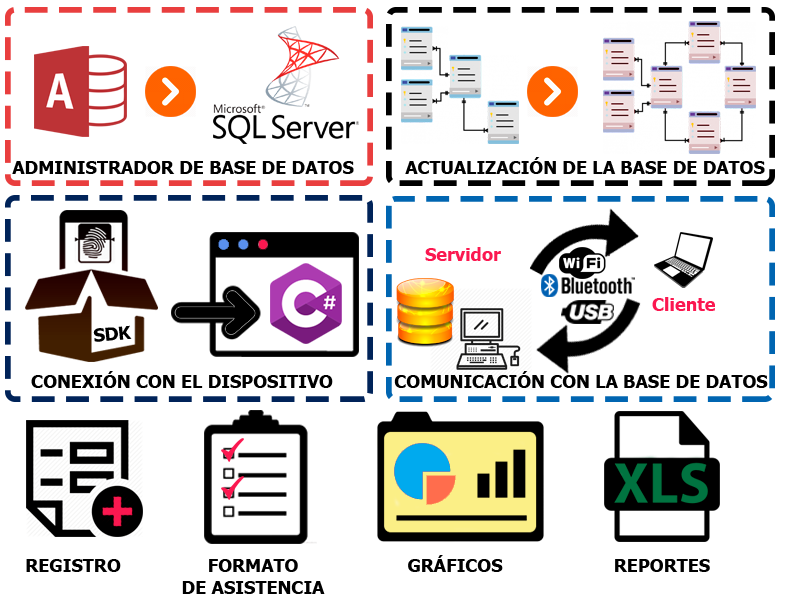 A
Microsoft®
SQL Server®
ADMINISTRADOR DE BASE DE DATOS
ACTUALIZACIÓN DE LA BASE DE DATOS
SDK
C#
CONEXIÓN CON EL DISPOSITIVO
Servidor
Wi Fi
Bluetooth™
USB
Cliente
COMUNICACIÓN CON LA BASE DE DATOS
REGISTRO
FORMATO
DE ASISTENCIA
GRÁFICOS
XLS
REPORTES